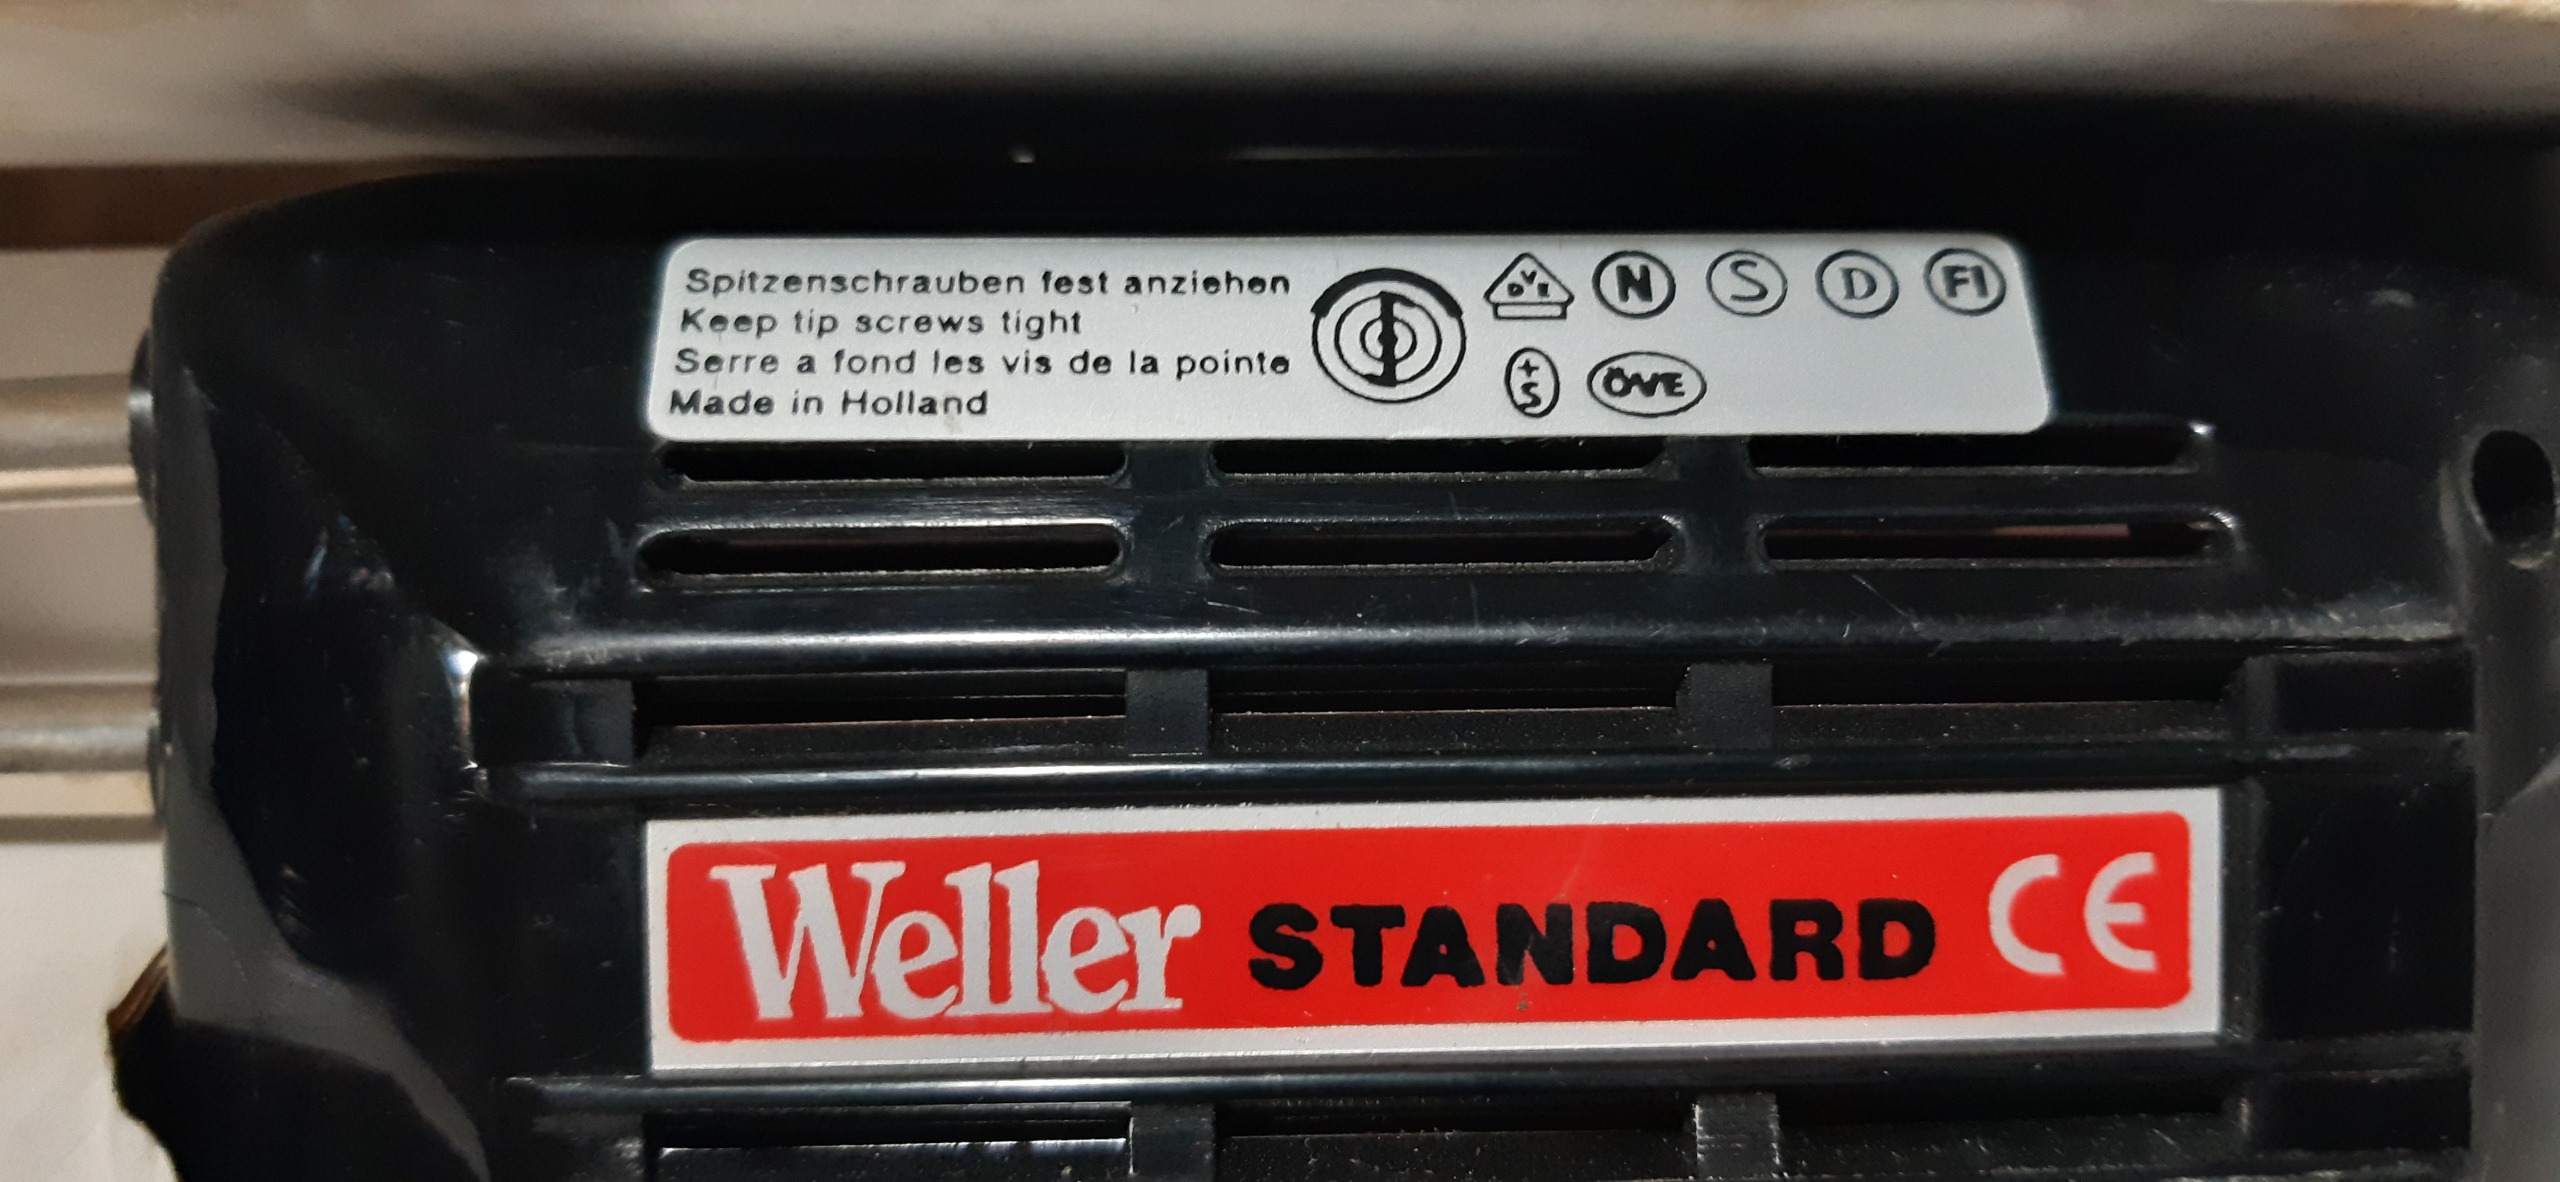 Spitzenschrauben fest anziehen
Keep tip screws tight
Serre a fond les vis de la pointe
Made in Holland
VDE N S D FI
+S ÖVE
Weller STANDARD CE